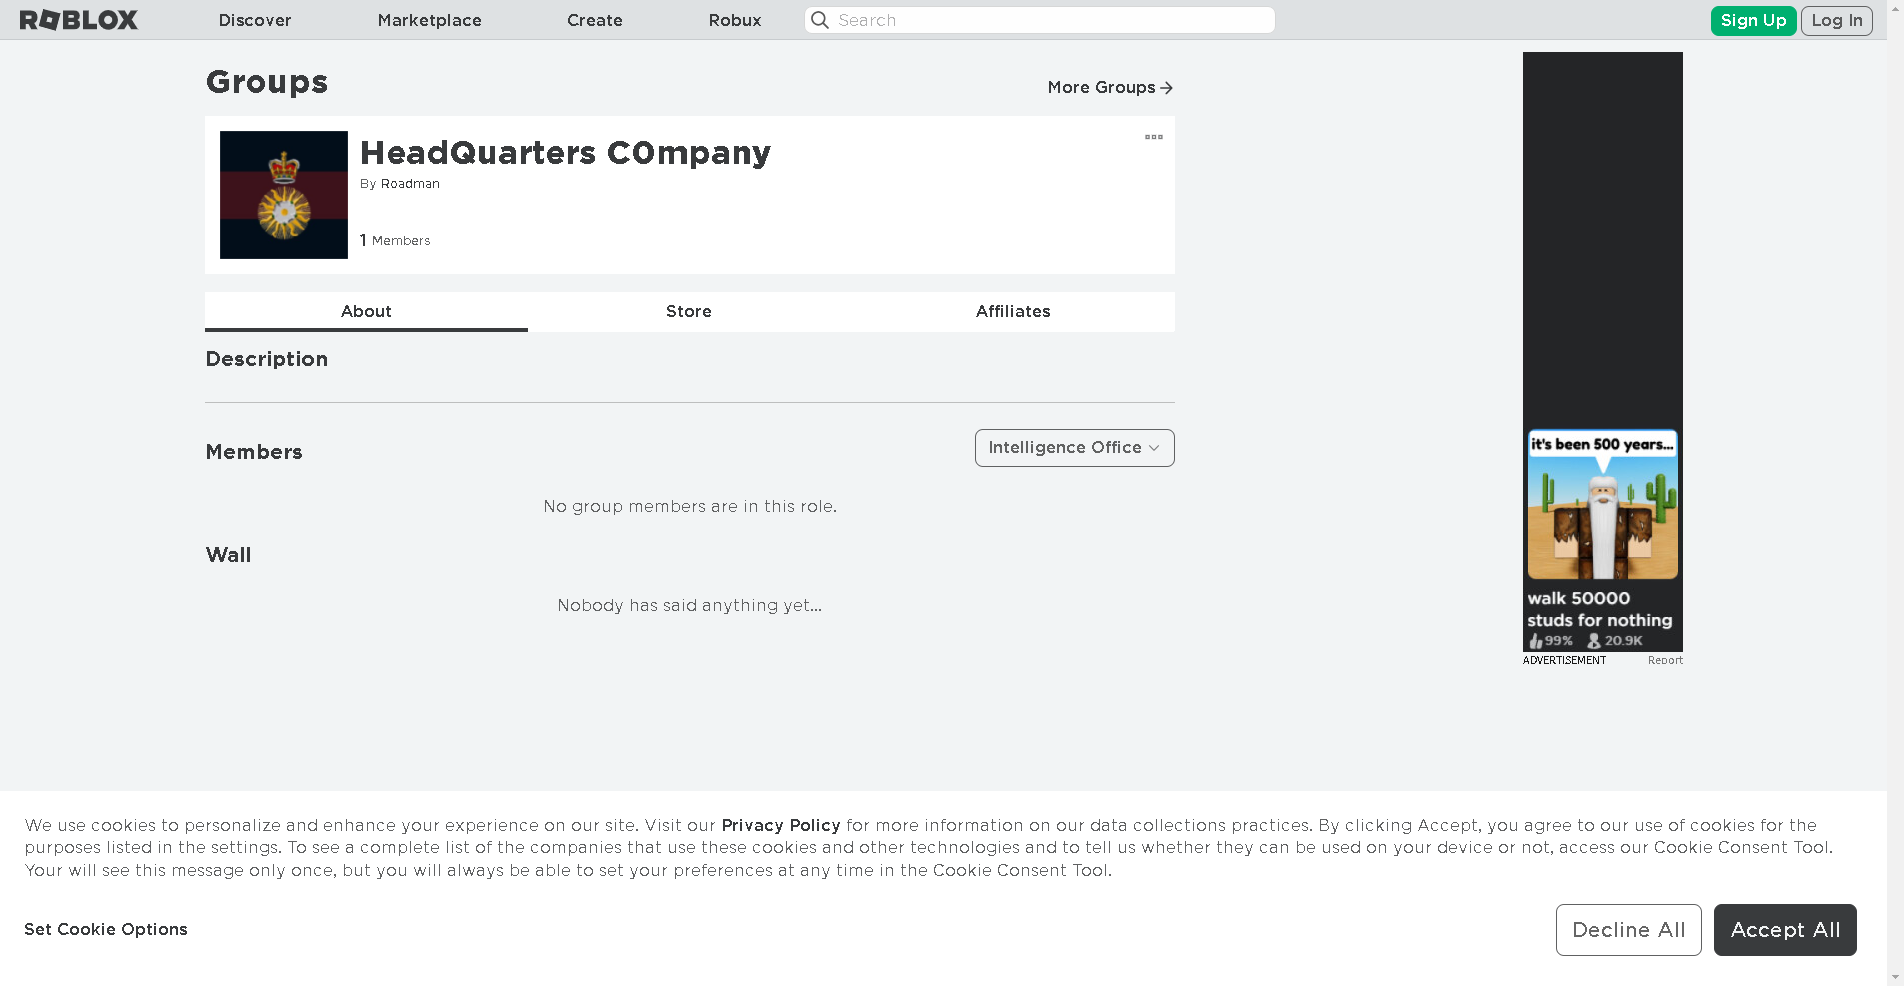 ROBLOX
Discover
Marketplace
Create
Robux
Search
Sign Up
Log In
Groups
More Groups
HeadQuarters C0mpany
By Roadman
1 Members
About
Store
Affiliates
Description
Members
Intelligence Office
No group members are in this role.
Wall
Nobody has said anything yet...
it's been 500 years...
walk 50000
studs for nothing
99% 20.9K
ADVERTISEMENT
Report
We use cookies to personalize and enhance your experience on our site. Visit our Privacy Policy for more information on our data collections practices. By clicking Accept, you agree to our use of cookies for the
purposes listed in the settings. To see a complete list of the companies that use these cookies and other technologies and to tell us whether they can be used on your device or not, access our Cookie Consent Tool.
Your will see this message only once, but you will always be able to set your preferences at any time in the Cookie Consent Tool.
Set Cookie Options
Decline All
Accept All